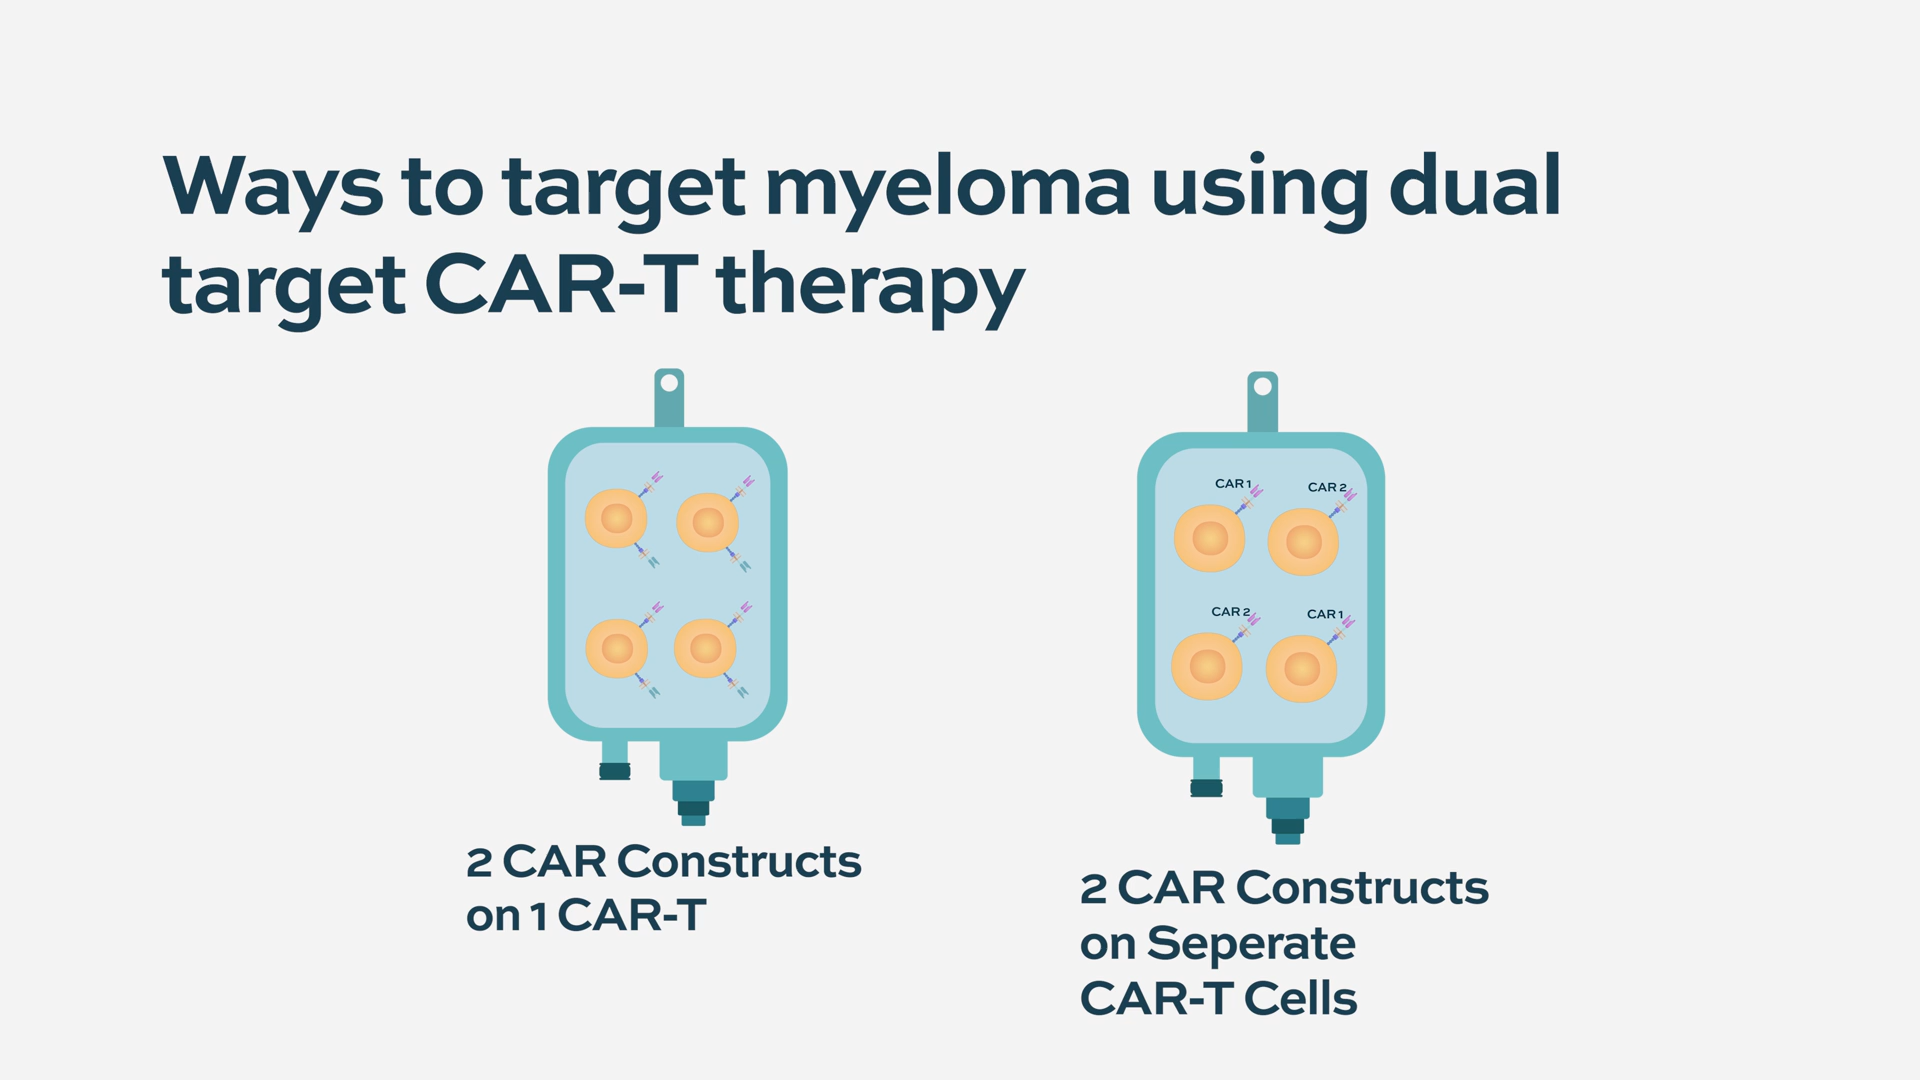 Ways to target myeloma using dual
target CAR-T therapy
CAR 1
CAR 2
CAR 2
CAR 1
2 CAR Constructs
on 1 CAR-T
2 CAR Constructs
on Seperate
CAR-T Cells